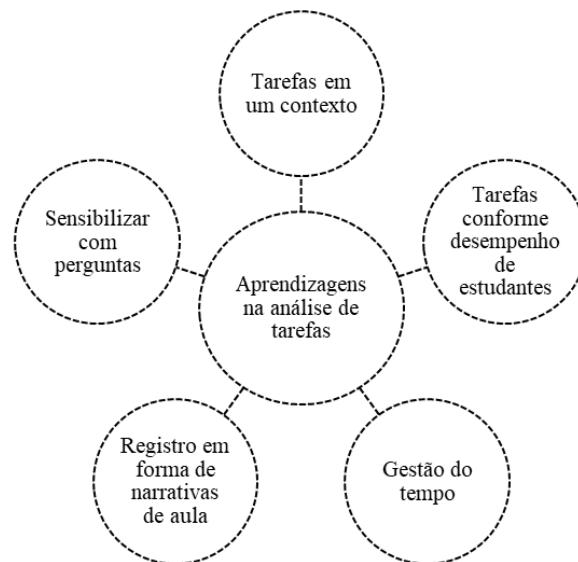 Tarefas em
um contexto
Sensibilizar
com
perguntas
Tarefas
conforme
desempenho
de
estudantes
Aprendizagens
na análise de
tarefas
Registro em
forma de
narrativas
de aula
Gestão do
tempo